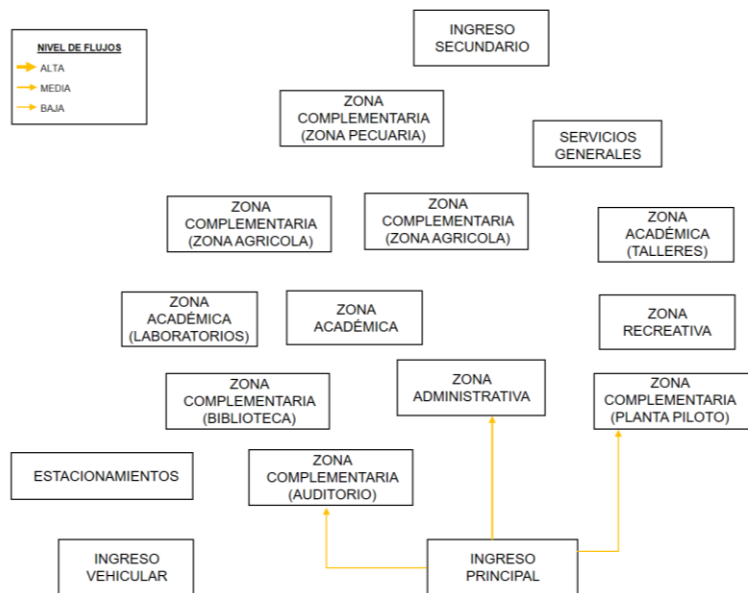 NIVEL DE FLUJOS
ALTA
MEDIA
BAJA
INGRESO
SECUNDARIO
ZONA
COMPLEMENTARIA
(ZONA PECUARIA)
SERVICIOS
GENERALES
ZONA
COMPLEMENTARIA
(ZONA AGRICOLA)
ZONA
COMPLEMENTARIA
(ZONA AGRICOLA)
ZONA
ACADÉMICA
(TALLERES)
ZONA
ACADÉMICA
(LABORATORIOS)
ZONA
ACADÉMICA
ZONA
RECREATIVA
ZONA
COMPLEMENTARIA
(BIBLIOTECA)
ZONA
ADMINISTRATIVA
ZONA
COMPLEMENTARIA
(PLANTA PILOTO)
ESTACIONAMIENTOS
ZONA
COMPLEMENTARIA
(AUDITORIO)
INGRESO
VEHICULAR
INGRESO
PRINCIPAL